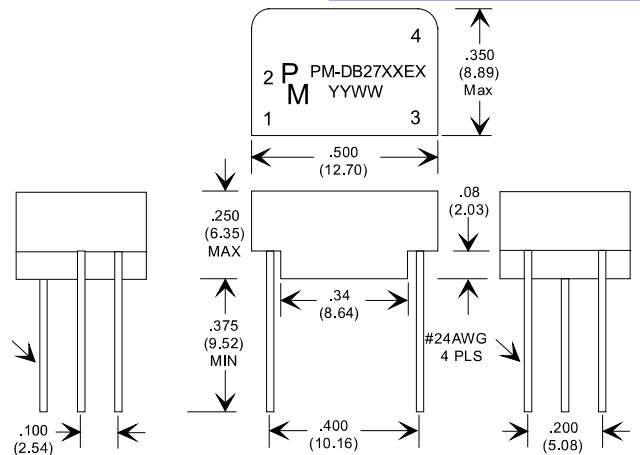 4
.350
(8.89)
Max
2 P PM-DB27XXEX
M YYWW
1 3
.500
(12.70)
.250
(6.35)
MAX
.08
(2.03)
.34
(8.64)
.375
(9.52)
MIN
#24AWG
4 PLS
.100
(2.54)
.400
(10.16)
.200
(5.08)